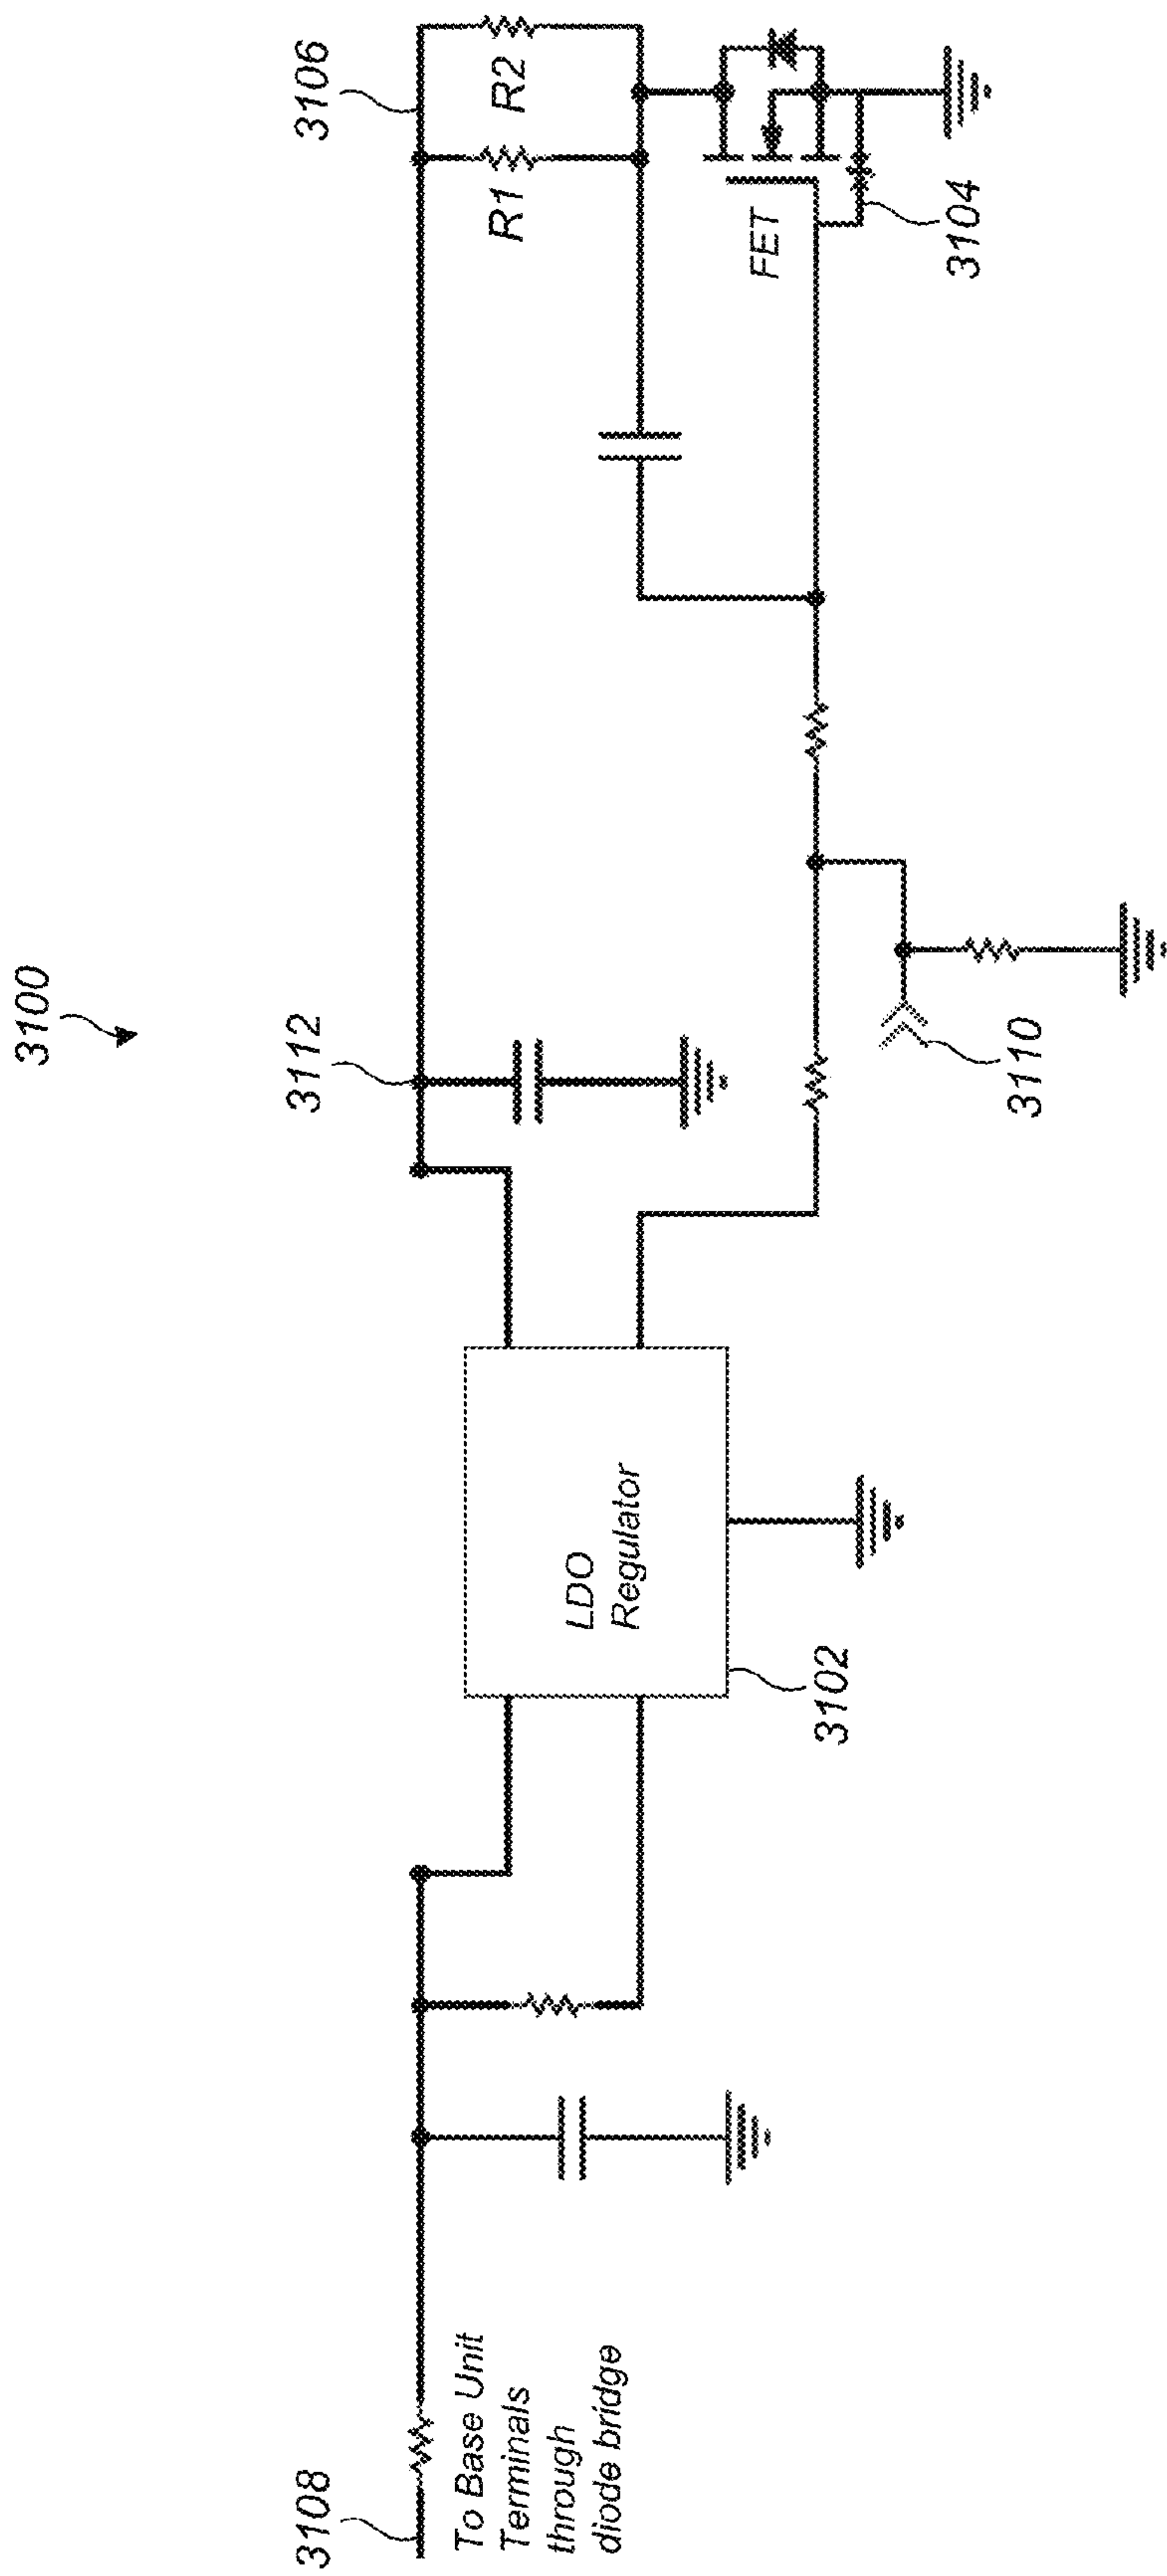 3100
3108
To Base Unit
Terminals
through
diode bridge
3102
LDO
Regulator
3112
3110
3106
R1
R2
FET
3104